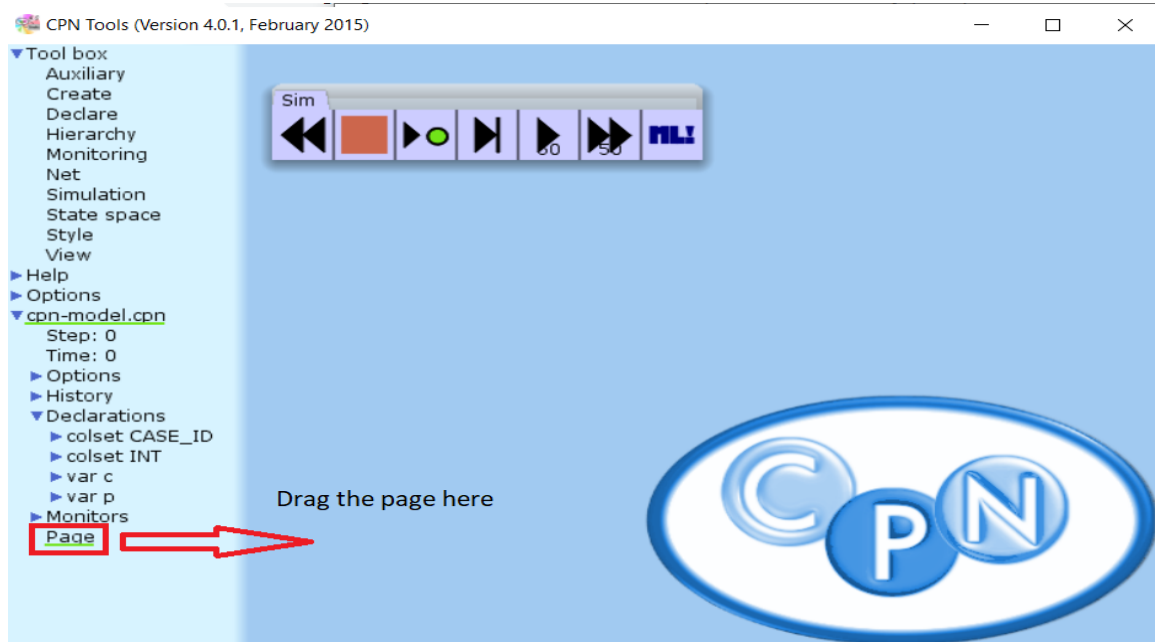 CPN Tools (Version 4.0.1, February 2015)
Tool box
Auxiliary
Create
Declare
Hierarchy
Monitoring
Net
Simulation
State space
Style
View
Help
Options
cpn-model.cpn
Step: 0
Time: 0
Options
History
Declarations
colset CASE_ID
colset INT
var c
var p
Monitors
Page
Sim
50
50
ML!
Drag the page here
CPN